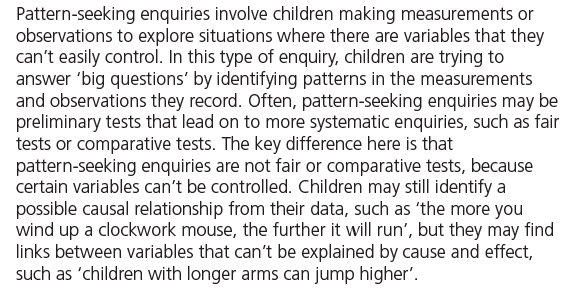 Pattern-seeking enquiries involve children making measurements or
observations to explore situations where there are variables that they
can’t easily control. In this type of enquiry, children are trying to
answer ‘big questions’ by identifying patterns in the measurements
and observations they record. Often, pattern-seeking enquiries may be
preliminary tests that lead on to more systematic enquiries, such as fair
tests or comparative tests. The key difference here is that
pattern-seeking enquiries are not fair or comparative tests, because
certain variables can’t be controlled. Children may still identify a
possible causal relationship from their data, such as ‘the more you
wind up a clockwork mouse, the further it will run’, but they may find
links between variables that can’t be explained by cause and effect,
such as ‘children with longer arms can jump higher’.